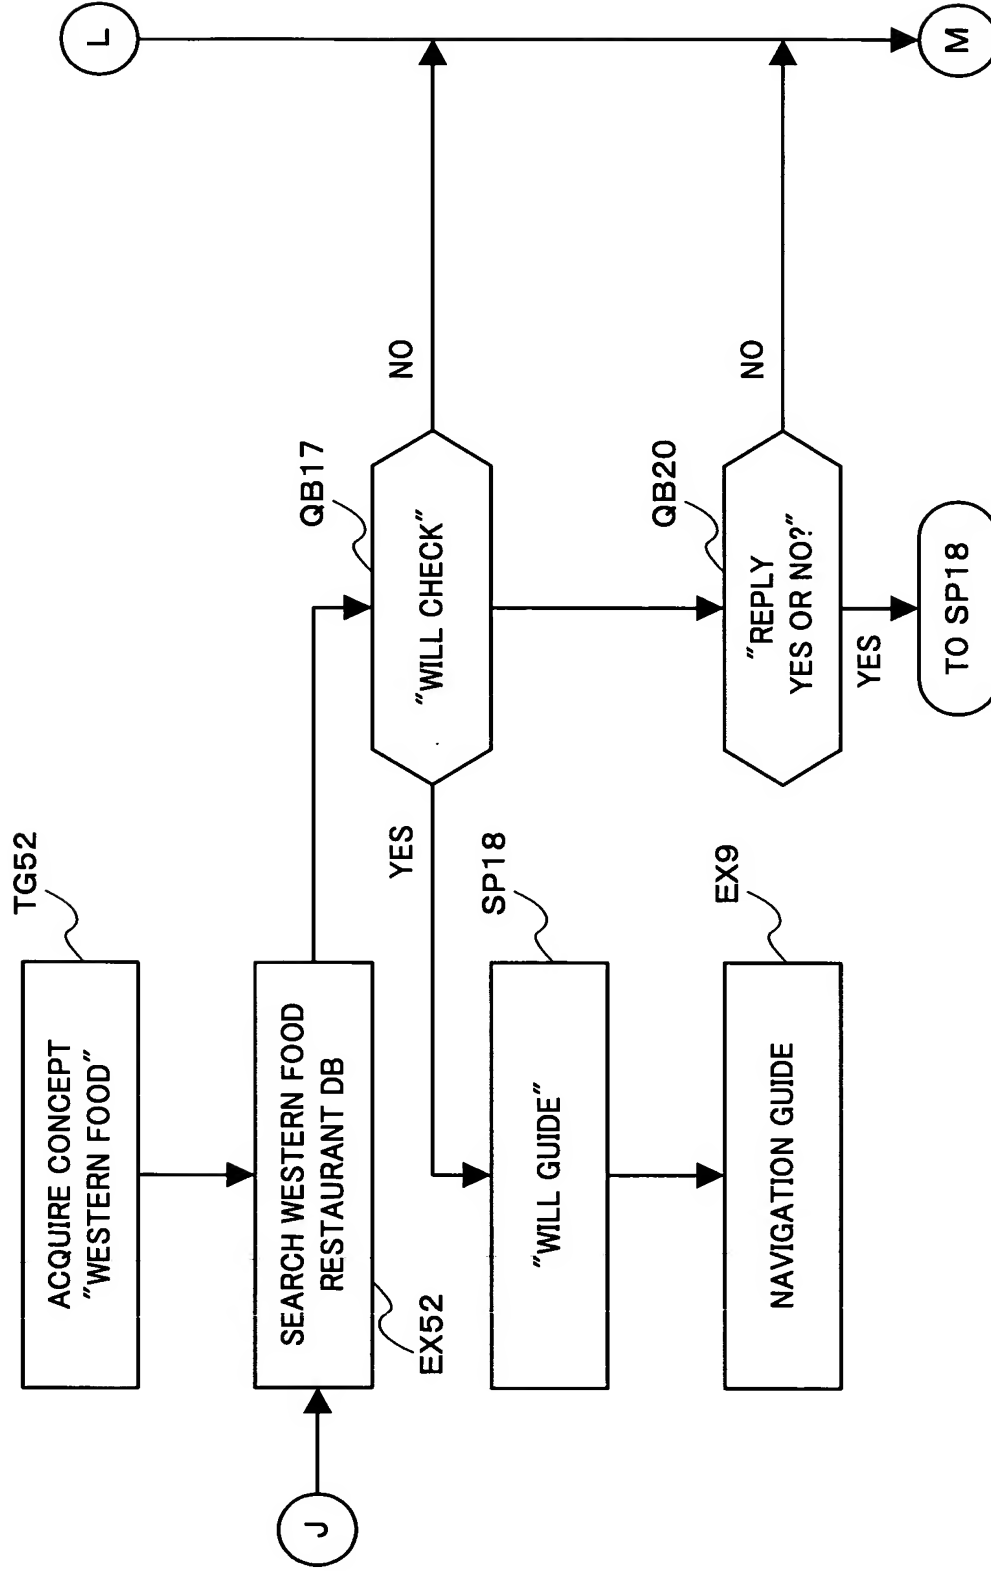 TG52
ACQUIRE CONCEPT
"WESTERN FOOD"
J
SEARCH WESTERN FOOD
RESTAURANT DB
EX52
QB17
"WILL CHECK"
YES
NO
L
SP18
"WILL GUIDE"
EX9
NAVIGATION GUIDE
QB20
"REPLY
YES OR NO?"
NO
YES
TO SP18
M